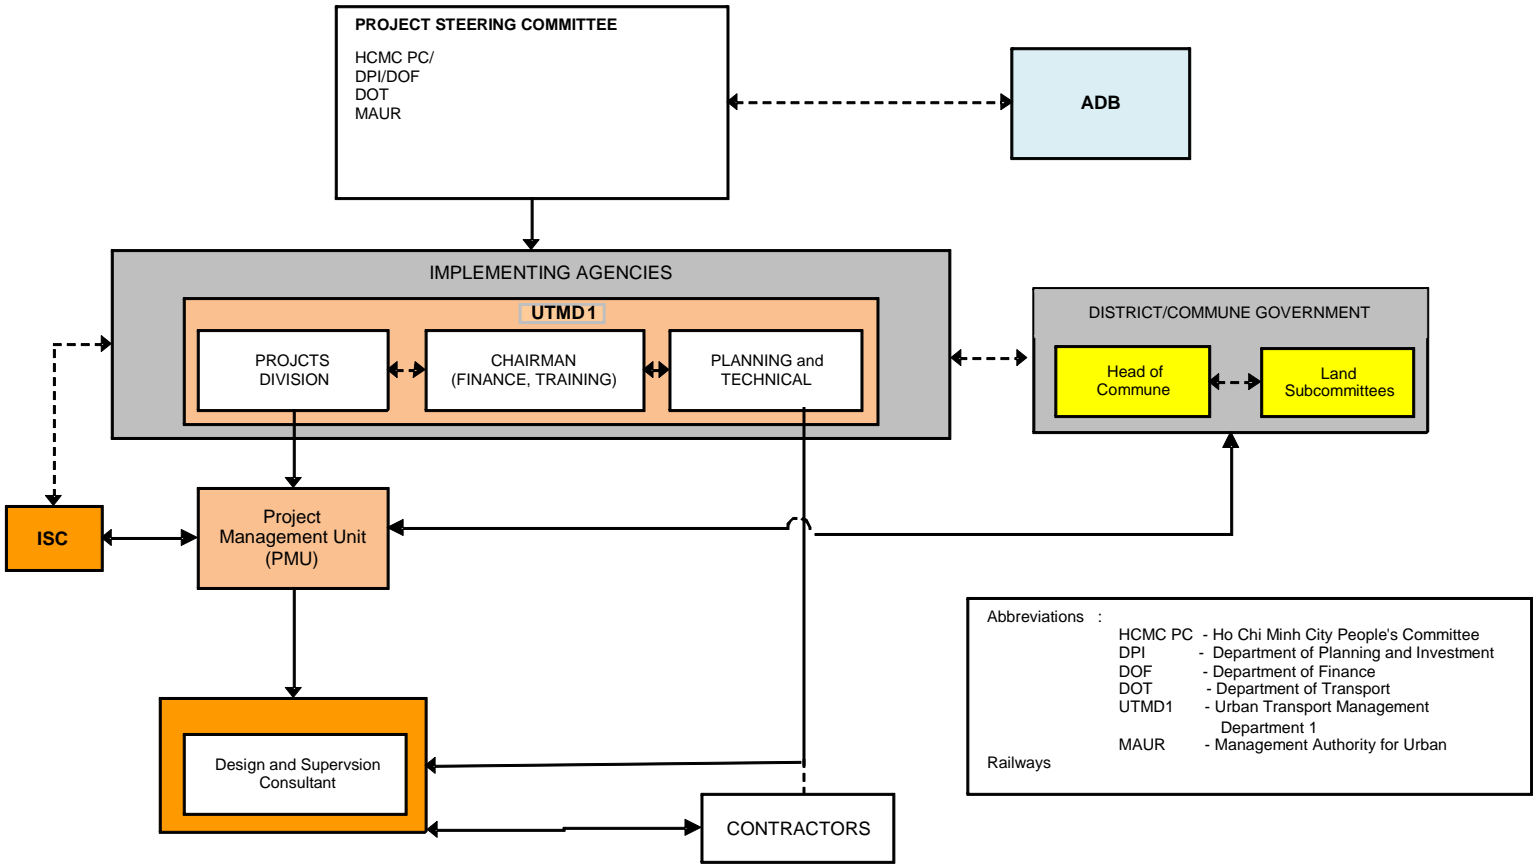 PROJECT STEERING COMMITTEE
HCMC PC/
DPI/DOF
DOT
MAUR
ADB
IMPLEMENTING AGENCIES
UTMD1
PROJCTS
DIVISION
CHAIRMAN
(FINANCE, TRAINING)
PLANNING and
TECHNICAL
DISTRICT/COMMUNE GOVERNMENT
Head of
Commune
Land
Subcommittees
ISC
Project
Management Unit
(PMU)
Design and Supervsion
Consultant
CONTRACTORS
Abbreviations :
HCMC PC - Ho Chi Minh City People's Committee
DPI - Department of Planning and Investment
DOF - Department of Finance
DOT - Department of Transport
UTMD1 - Urban Transport Management
Department 1
MAUR - Management Authority for Urban
Railways